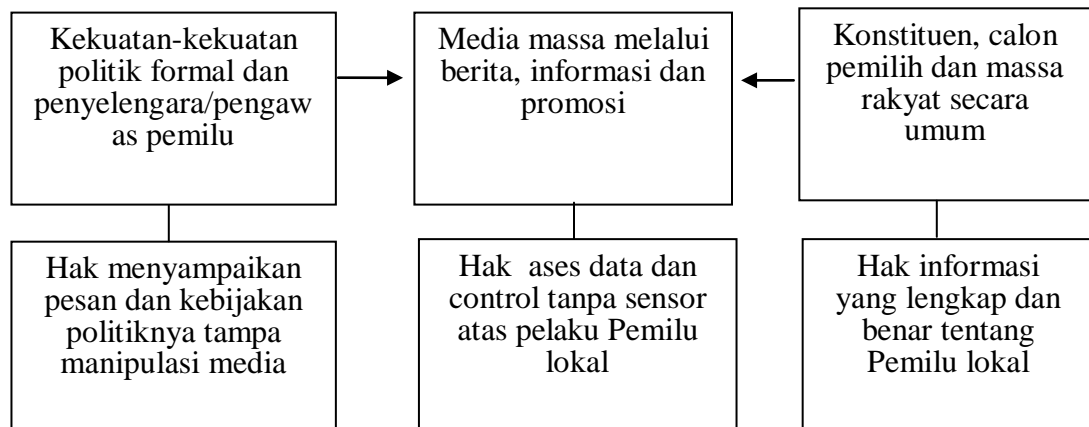 Kekuatan-kekuatan
politik formal dan
penyelengara/pengaw
as pemilu
Media massa melalui
berita, informasi dan
promosi
Konstituen, calon
pemilih dan massa
rakyat secara
umum
Hak menyampaikan
pesan dan kebijakan
politiknya tampa
manipulasi media
Hak ases data dan
control tanpa sensor
atas pelaku Pemilu
lokal
Hak informasi
yang lengkap dan
benar tentang
Pemilu lokal